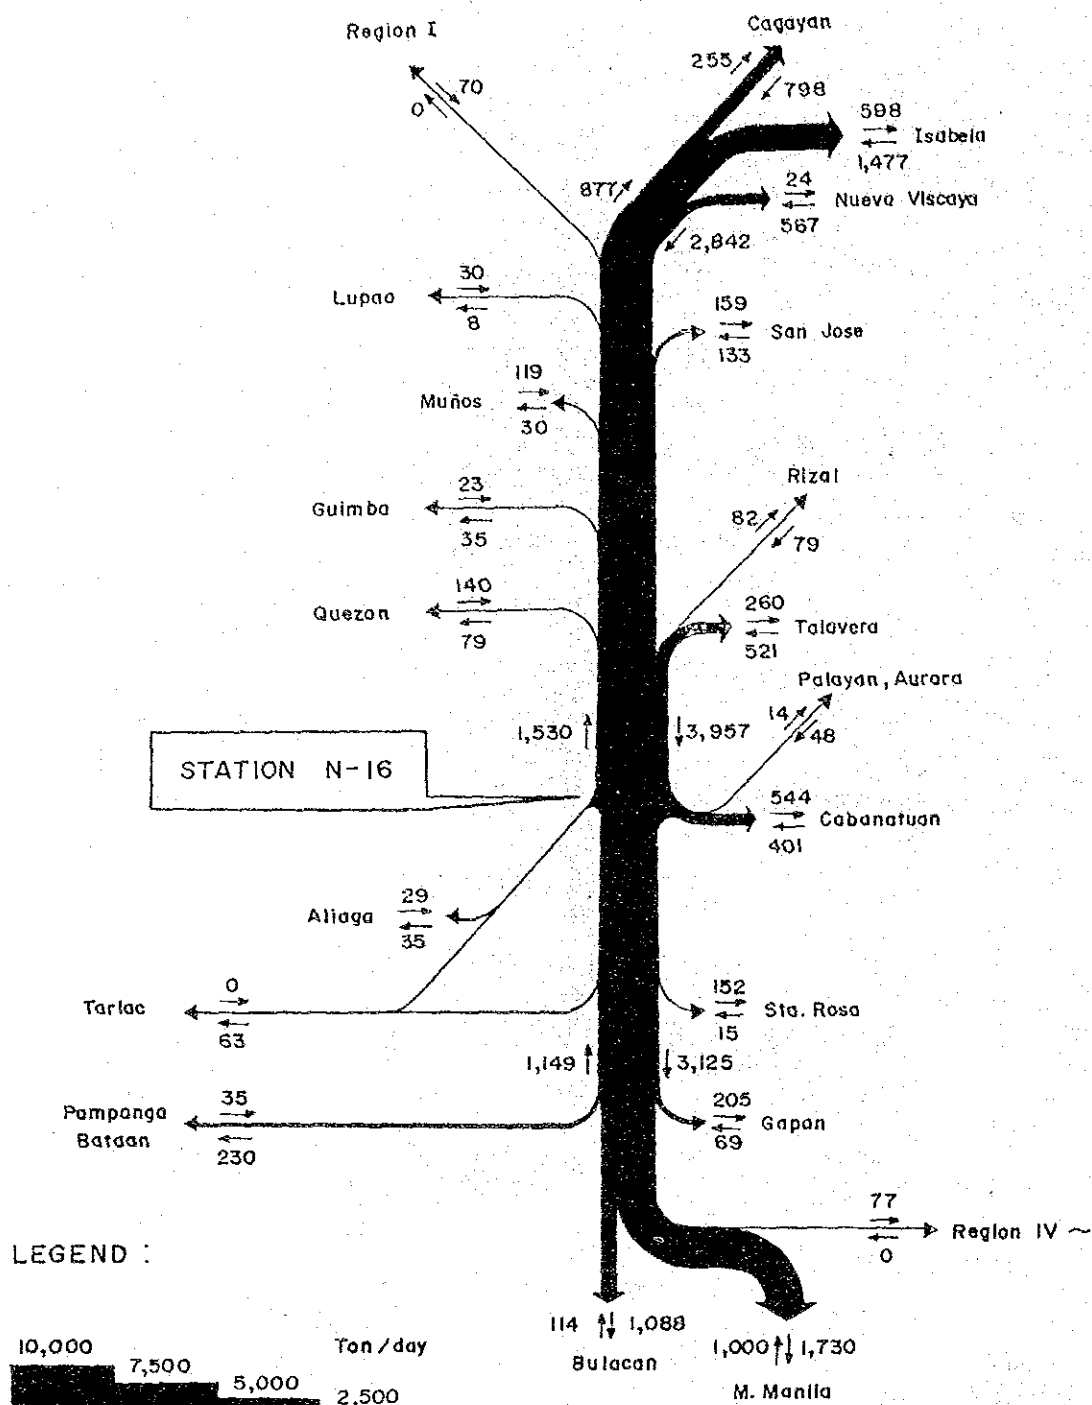 Region I
Cagayan
255
798
70
0
598
Isabela
1,477
24
Nueva Viscaya
567
877
2,842
30
Lupao
8
159
San Jose
133
119
Muños
30
Rizal
82
79
23
Guimba
35
140
Quezon
79
260
Talavera
521
Palayan, Aurora
14
48
1,530
3,957
STATION N-16
544
Cabanatuan
401
29
Aliaga
35
0
Tarlac
63
152
Sta. Rosa
15
1,149
3,125
35
Pampanga
Bataan
230
205
Gapan
69
77
Region IV ~
0
LEGEND :
114
1,088
Bulacan
1,000
1,730
M. Manila
10,000
7,500
5,000
2,500
Ton/day